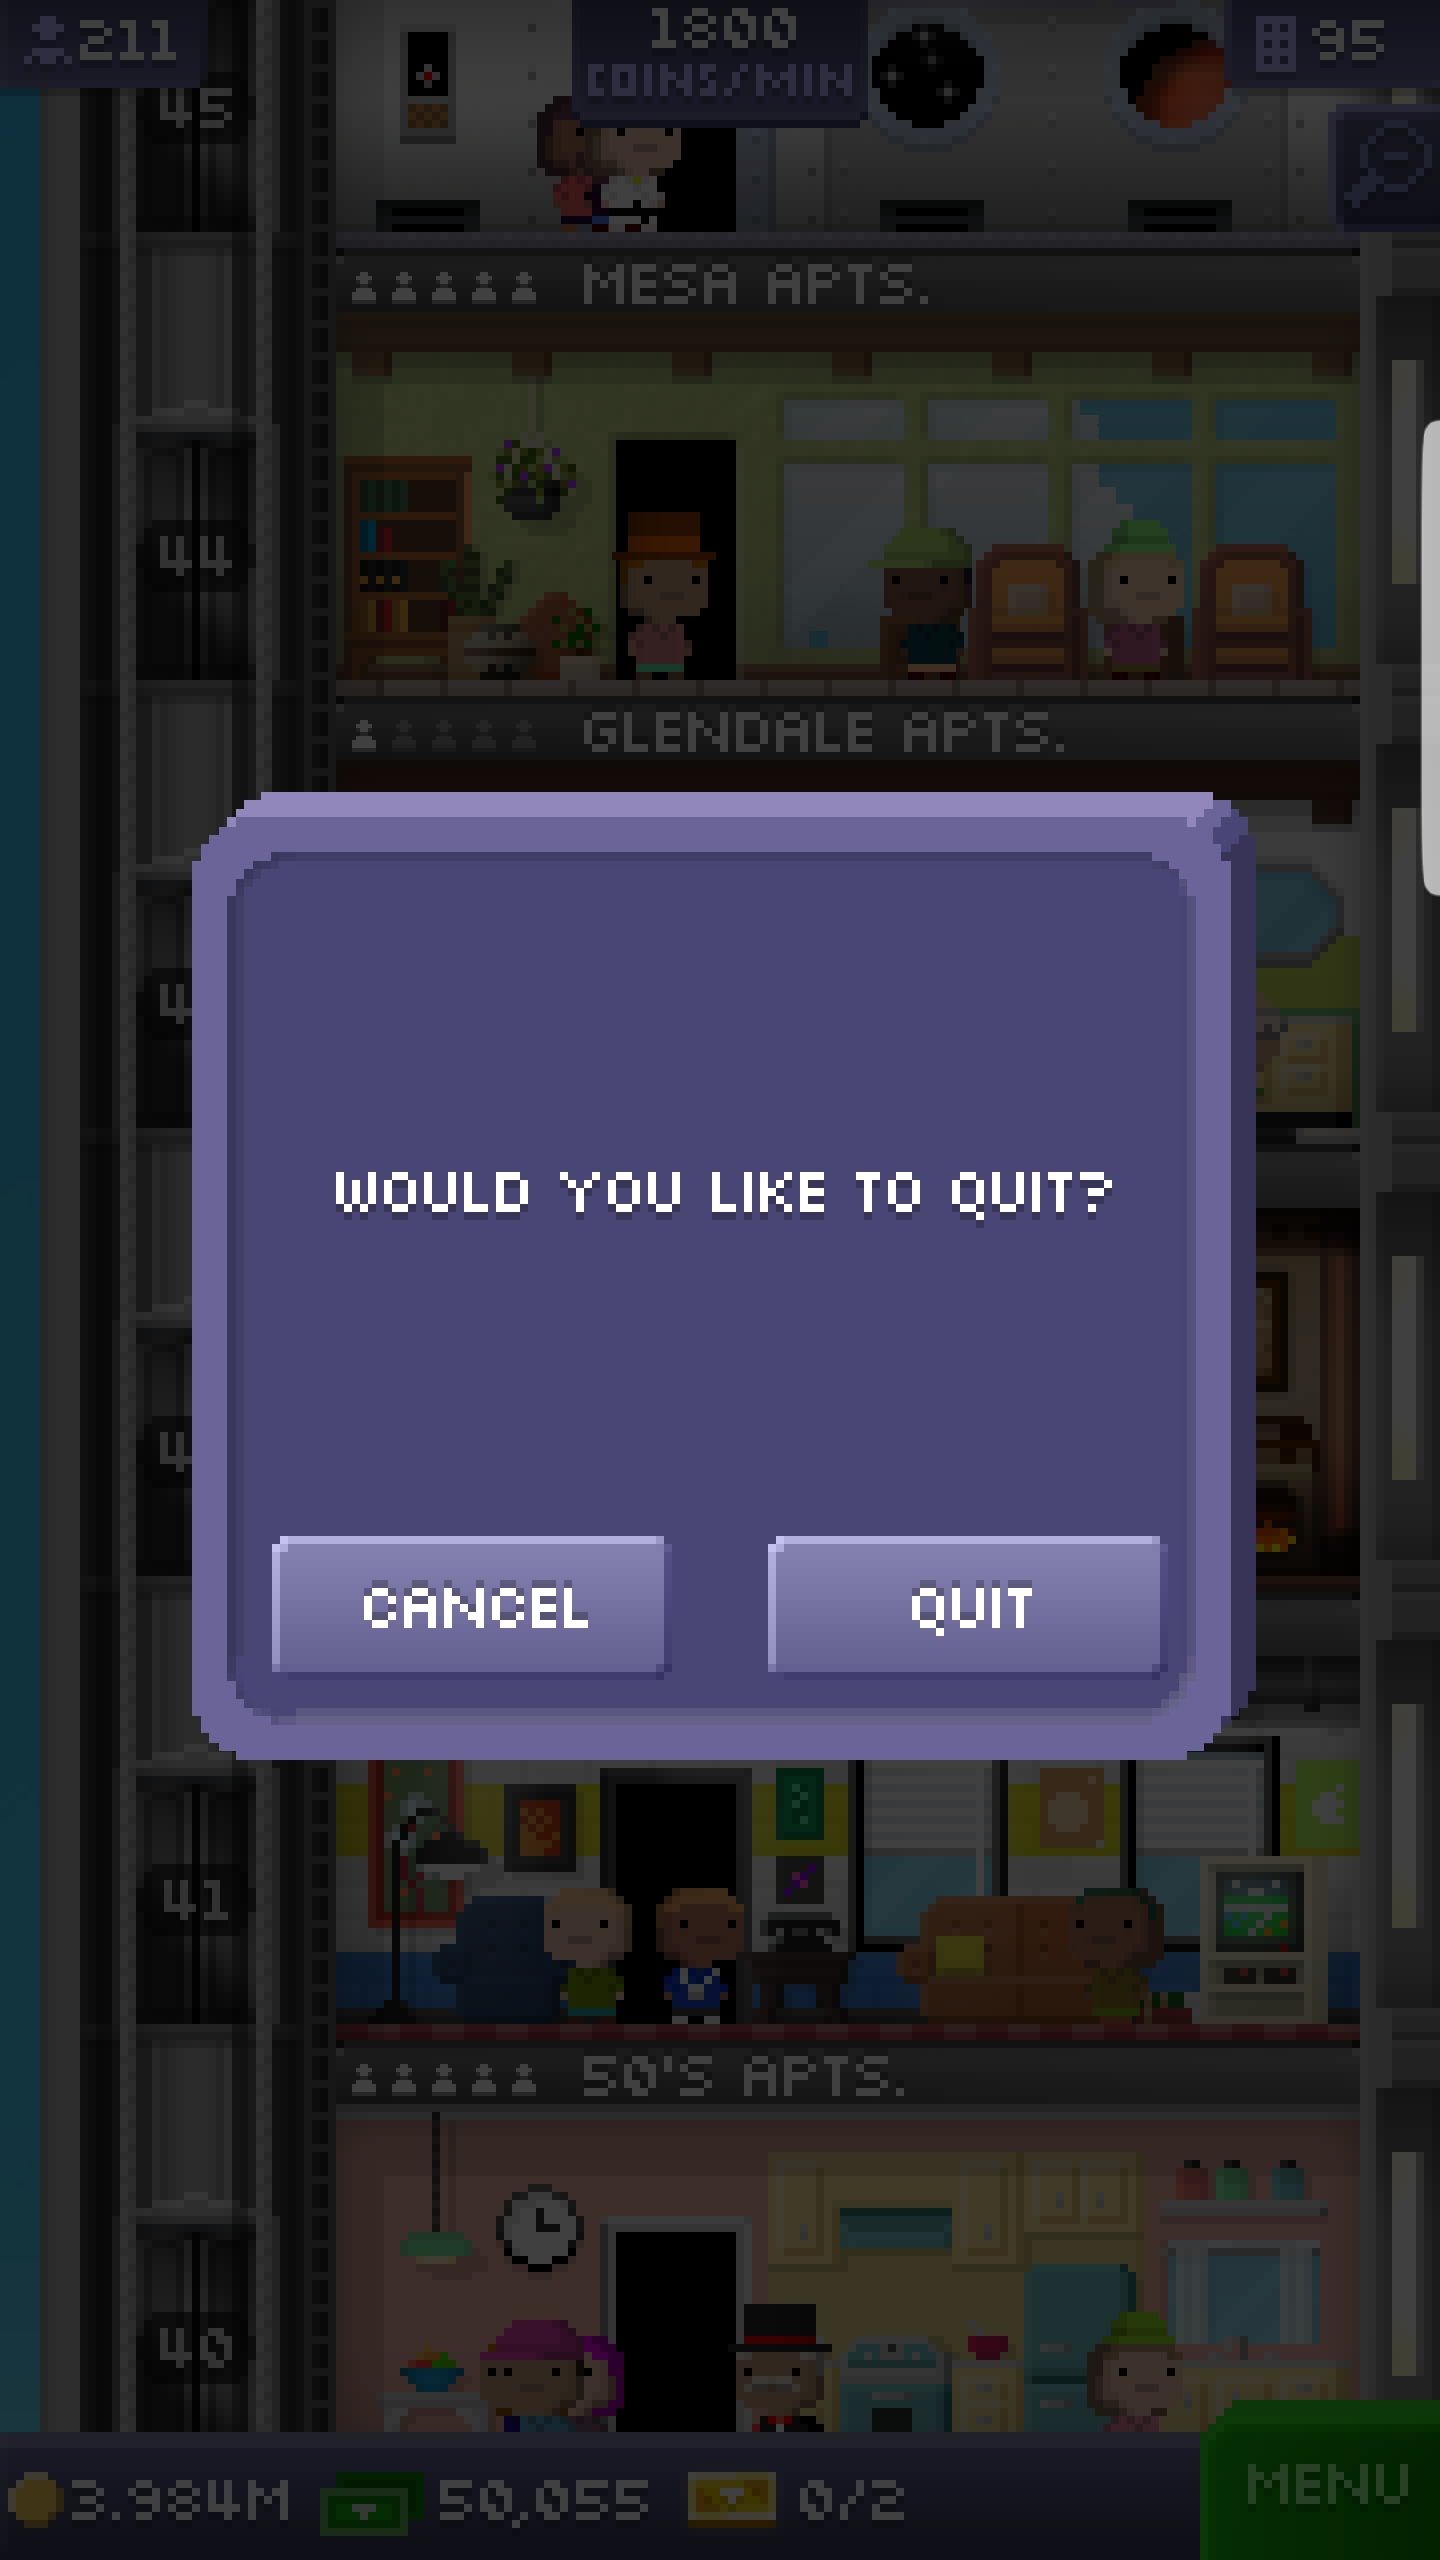 211
1800
COINS/MIN
95
45
MESA APTS.
44
GLENDALE APTS.
WOULD YOU LIKE TO QUIT?
CANCEL
QUIT
41
50'S APTS.
40
3.984M
50,055
0/2
MENU